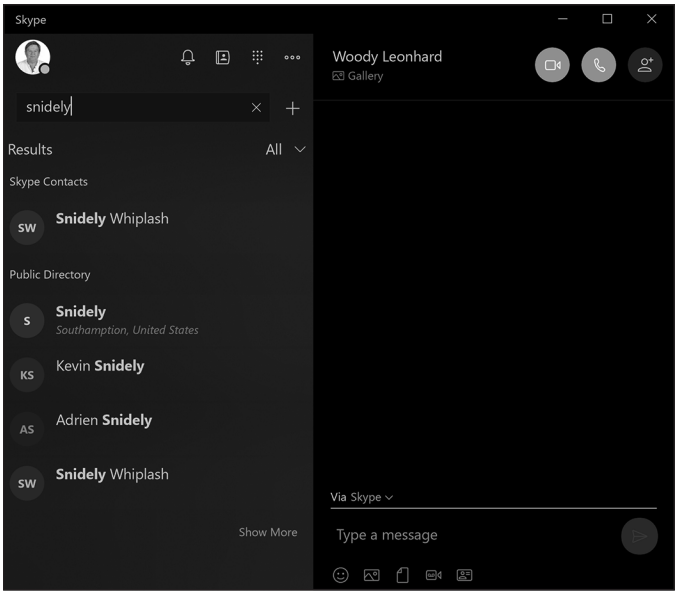 Skype
snidely
Results
All
Skype Contacts
SW
Snidely Whiplash
Public Directory
S
Snidely
Southamption, United States
KS
Kevin Snidely
AS
Adrien Snidely
SW
Snidely Whiplash
Show More
Woody Leonhard
Gallery
Via Skype
Type a message